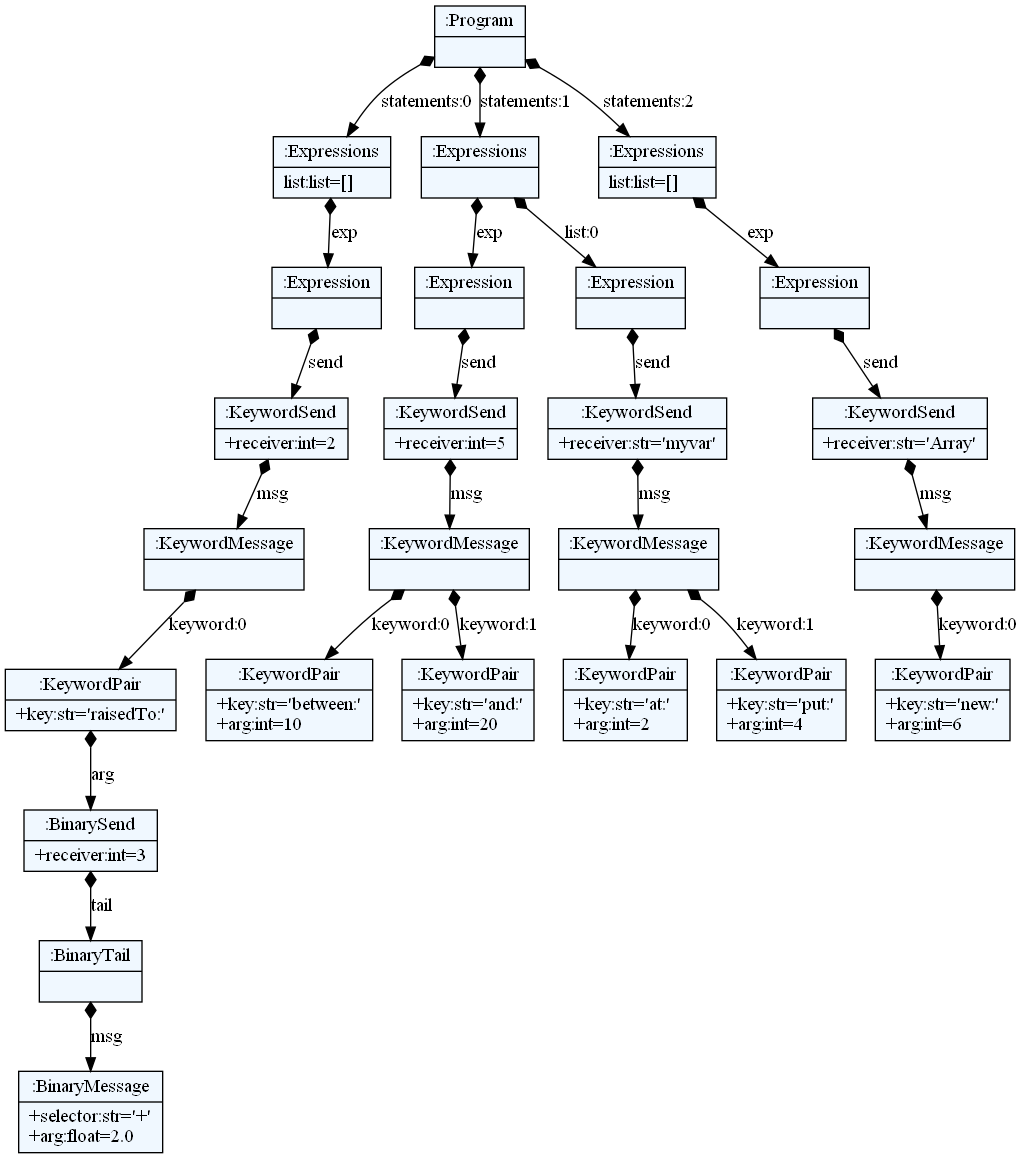 :Program
statements:0
statements:1
statements:2
:Expressions
list:list=[]
:Expressions
:Expressions
list:list=[]
exp
exp
list:0
exp
:Expression
:Expression
:Expression
:Expression
send
send
send
send
:KeywordSend
+receiver:int=2
:KeywordSend
+receiver:int=5
:KeywordSend
+receiver:str='myvar'
:KeywordSend
+receiver:str='Array'
msg
msg
msg
msg
:KeywordMessage
:KeywordMessage
:KeywordMessage
:KeywordMessage
keyword:0
keyword:0
keyword:1
keyword:0
keyword:1
keyword:0
:KeywordPair
+key:str='raisedTo:'
:KeywordPair
+key:str='between:'
+arg:int=10
:KeywordPair
+key:str='and:'
+arg:int=20
:KeywordPair
+key:str='at:'
+arg:int=2
:KeywordPair
+key:str='put:'
+arg:int=4
:KeywordPair
+key:str='new:'
+arg:int=6
arg
:BinarySend
+receiver:int=3
tail
:BinaryTail
msg
:BinaryMessage
+selector:str='+'
+arg:float=2.0